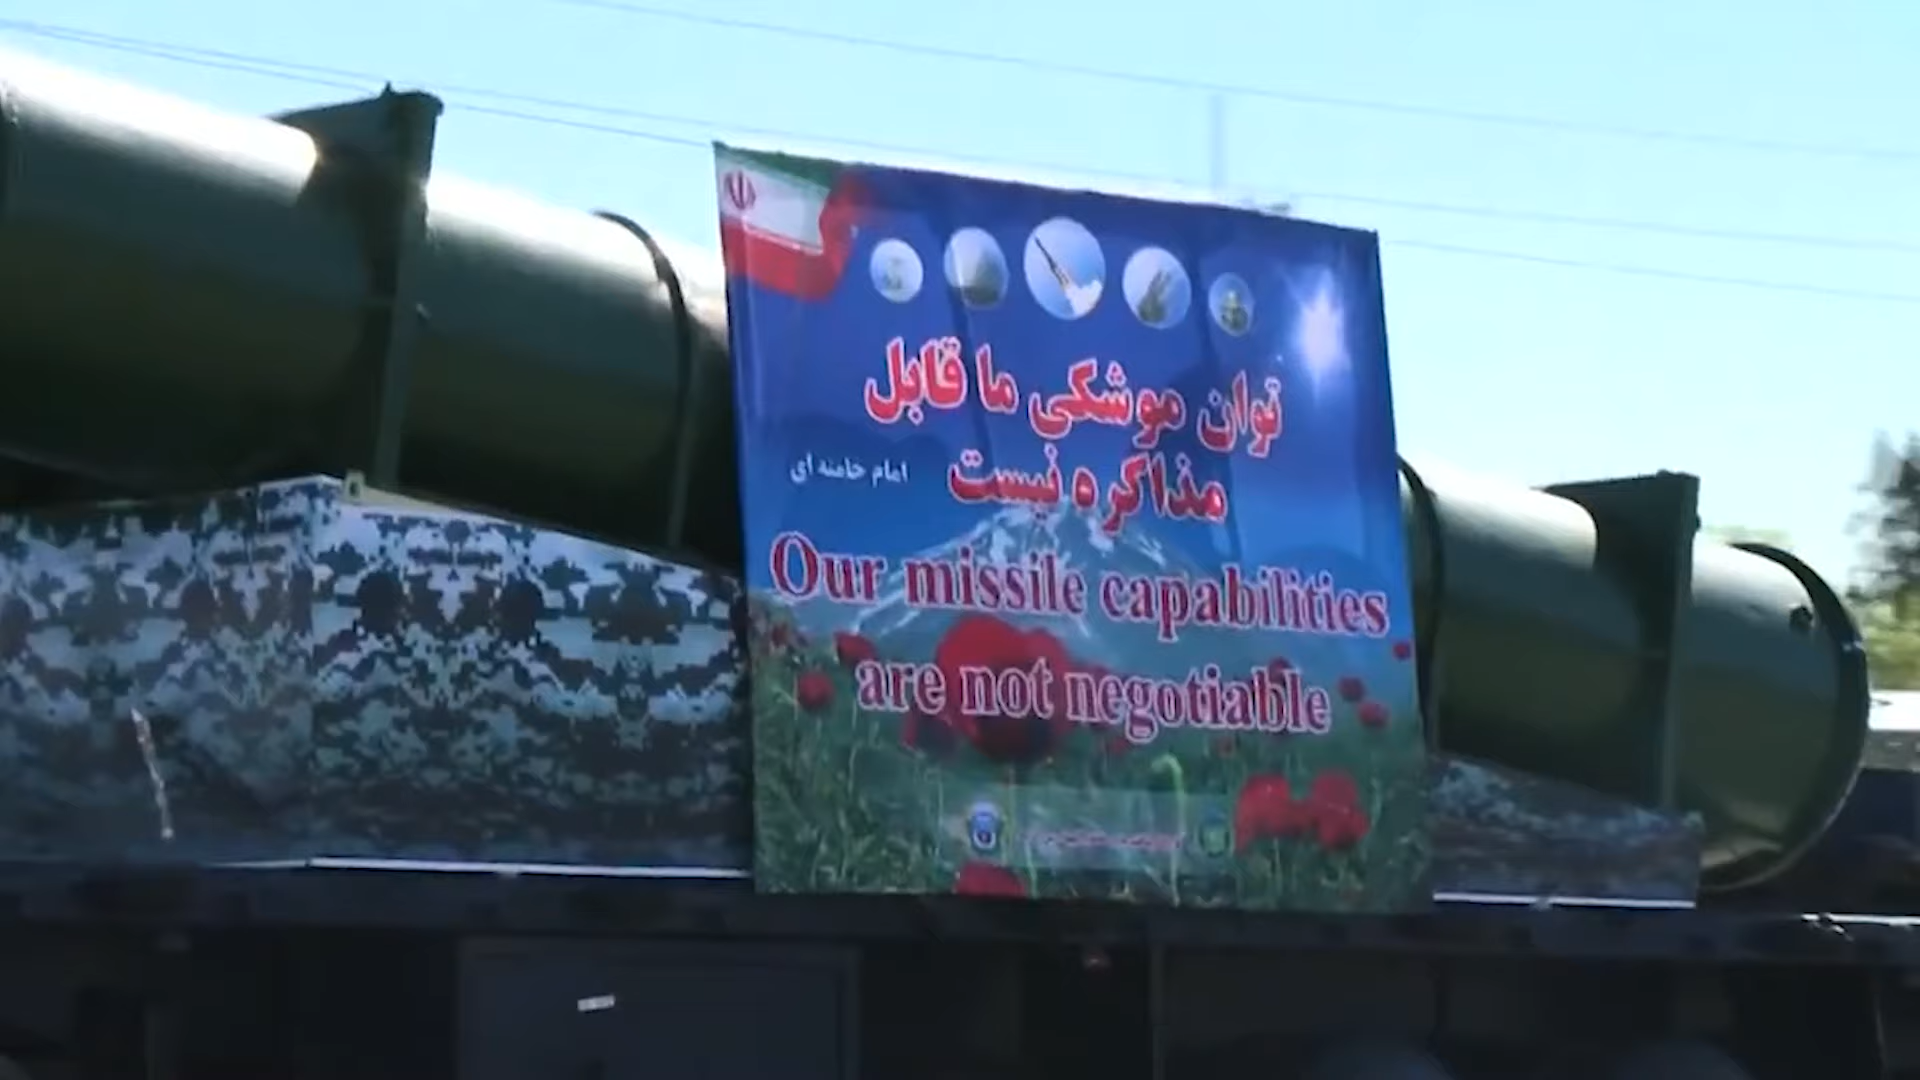 توان موشکی ما قابل
مذاکره نیست
امام خامنه ای
Our missile capabilities
are not negotiable